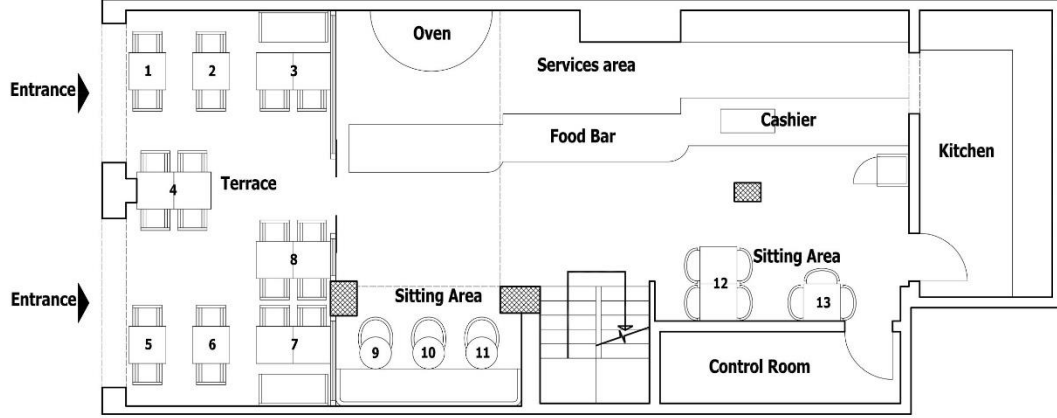 Oven
1
2
3
Services area
Entrance
Cashier
Food Bar
Kitchen
4
Terrace
8
Sitting Area
12
Entrance
Sitting Area
13
5
6
7
9
10
11
Control Room